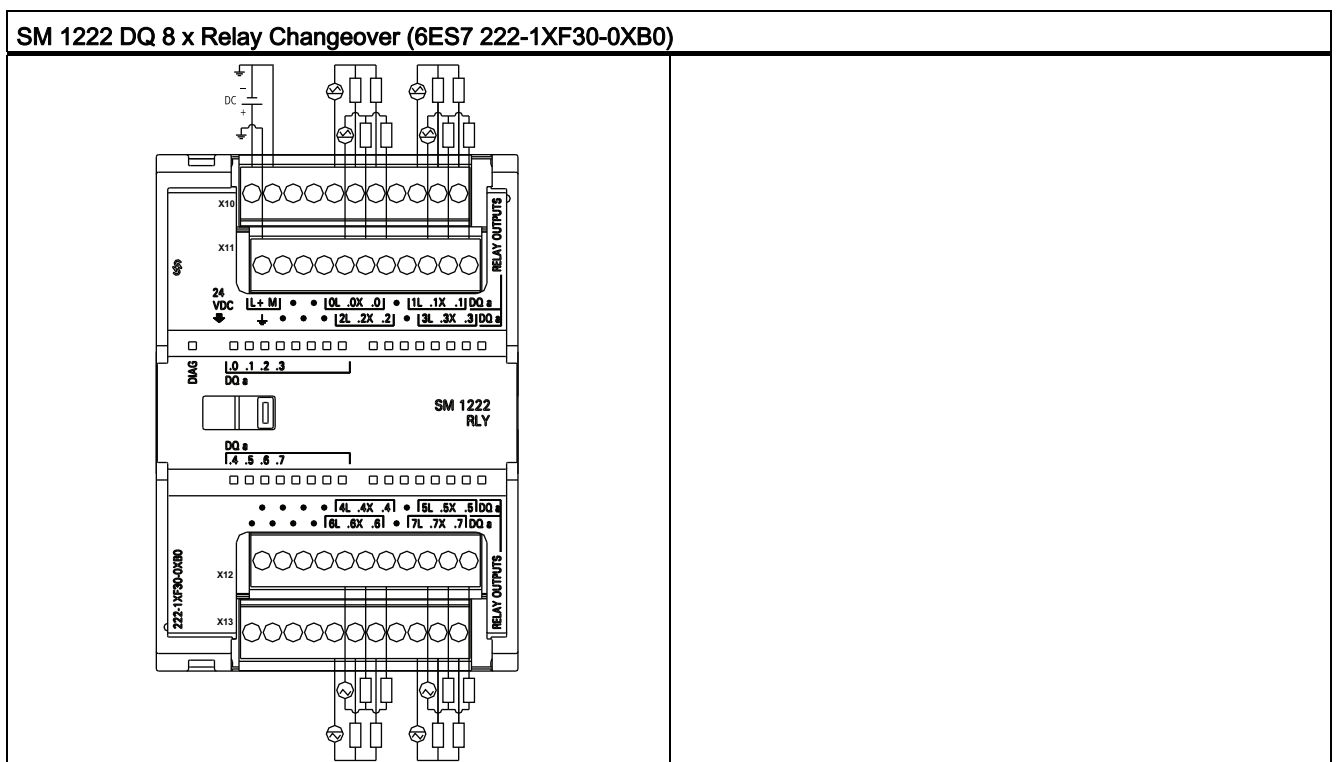 SM 1222 DQ 8 x Relay Changeover (6ES7 222-1XF30-0XB0)
−
DC
+
X10
RELAY OUTPUTS
X11
24
VDC
L+ M • • 0L .0X .0 • 1L .1X .1 DQ a
• • • 2L .2X .2 • 3L .3X .3 DQ a
DIAG
.0 .1 .2 .3
DQ a
SM 1222
RLY
DQ a
.4 .5 .6 .7
• • • • 4L .4X .4 • 5L .5X .5 DQ a
• • • • 6L .6X .6 • 7L .7X .7 DQ a
222-1XF30-0XB0
X12
RELAY OUTPUTS
X13